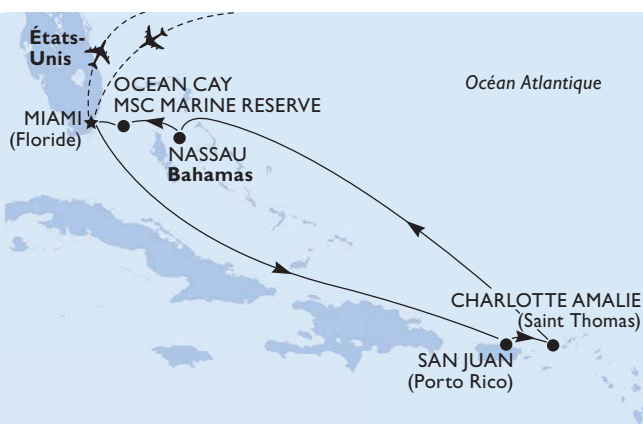 États-
Unis
Océan Atlantique
OCEAN CAY
MSC MARINE RESERVE
MIAMI
(Floride)
NASSAU
Bahamas
CHARLOTTE AMALIE
(Saint Thomas)
SAN JUAN
(Porto Rico)